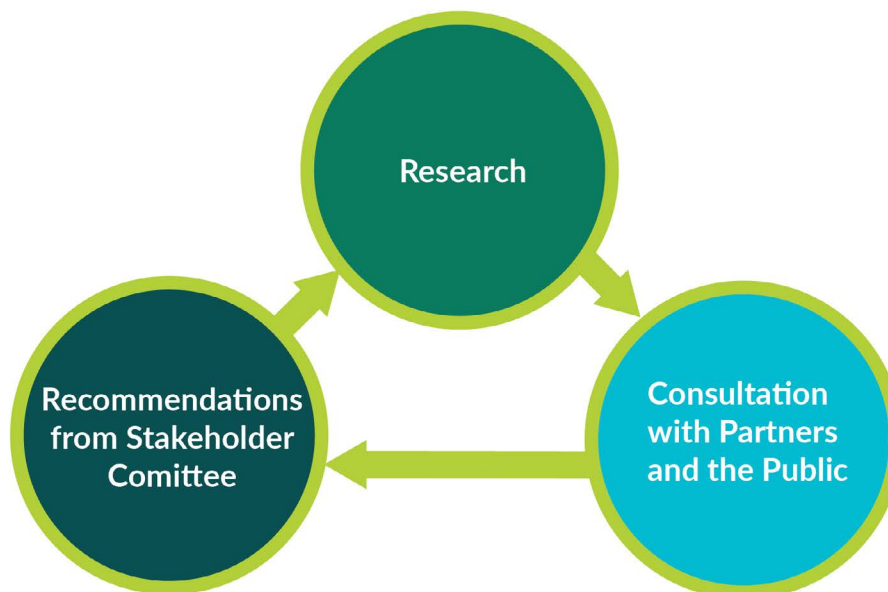 Research
Recommendations
from Stakeholder
Comittee
Consultation
with Partners
and the Public